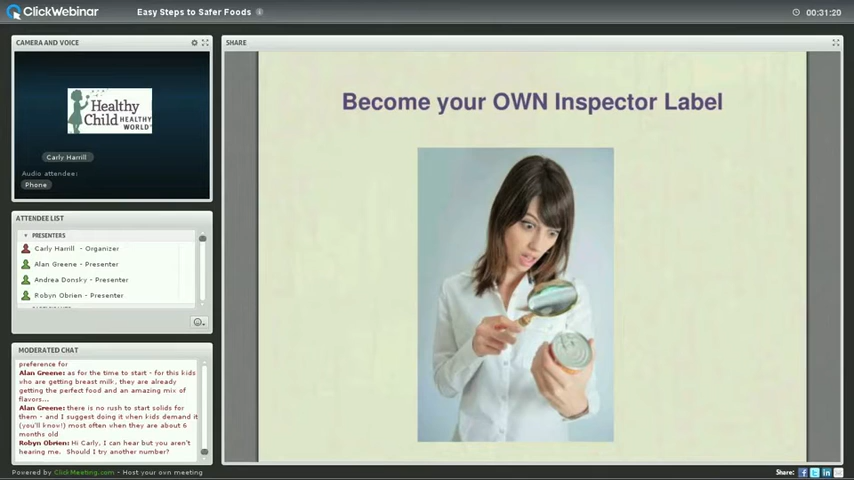 ClickWebinar
Easy Steps to Safer Foods
00:31:20
CAMERA AND VOICE
Healthy
Child HEALTHY
WORLD
Carly Harrill
Audio attendee:
Phone
ATTENDEE LIST
PRESENTERS
Carly Harrill - Organizer
Alan Greene - Presenter
Andrea Donsky - Presenter
Robyn Obrien - Presenter
MODERATED CHAT
preference for
Alan Greene: as for the time to start - for this kids
who are getting breast milk, they are already
getting the perfect food and an amazing mix of
flavors...
Alan Greene: there is no rush to start solids for
them - and I suggest doing it when kids demand it
(you'll know!) most often when they are about 6
months old
Robyn Obrien: Hi Carly, I can hear but you aren't
hearing me. Should I try another number?
SHARE
Become your OWN Inspector Label
Powered by ClickMeeting.com - Host your own meeting
Share: